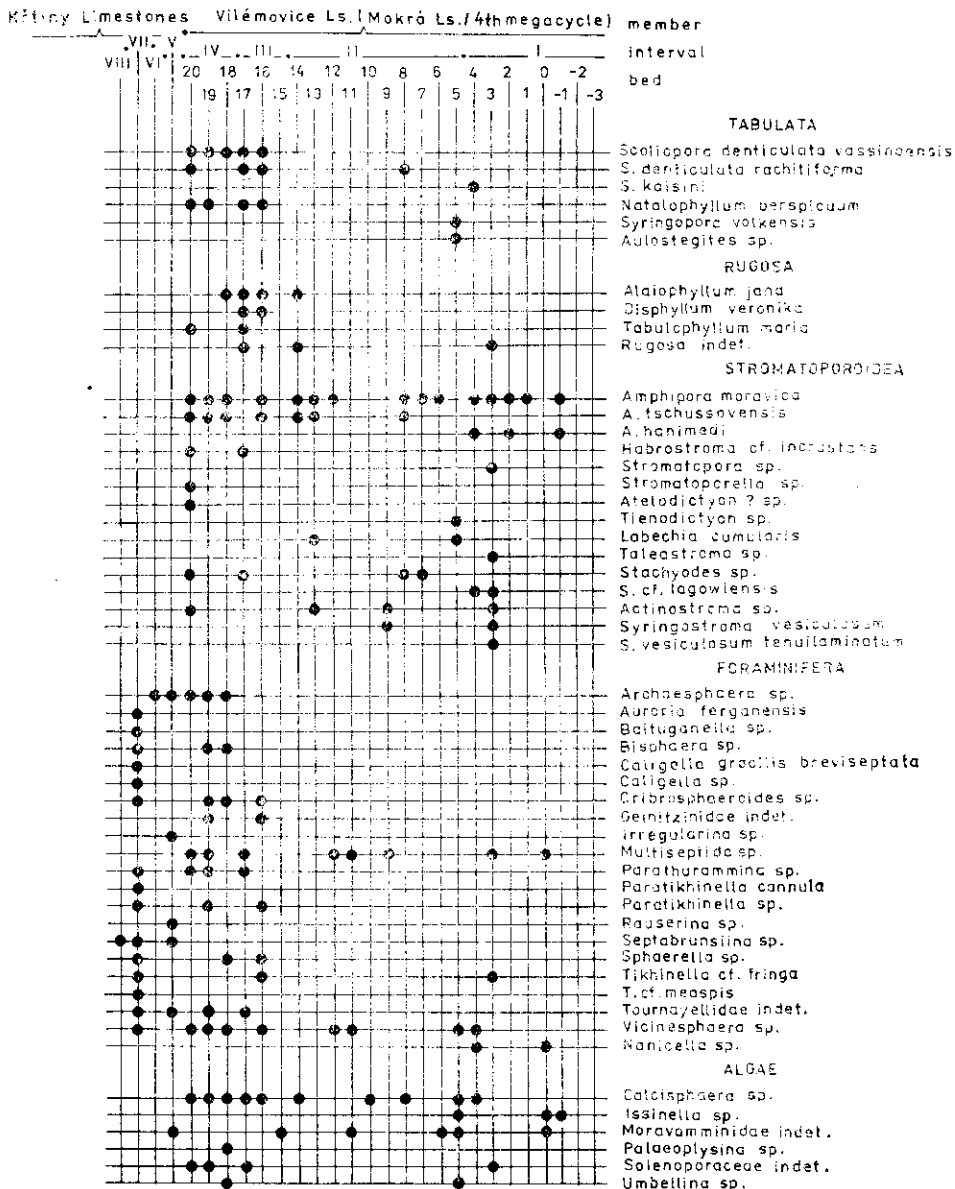 Křtiny Limestones Vilémovice Ls. (Mokrá Ls./4th megacycle) member
VIII VII VI V IV III II I interval
20 18 16 14 12 10 8 6 4 2 0 -2 bed
19 17 15 13 11 9 7 5 3 1 -1 -3
TABULATA
Scoliopora denticulata vassinoensis
S. denticulata rachitiforma
S. kaisini
Natalophyllum perspicuum
Syringopora volkensis
Aulostegites sp.
RUGOSA
Alaiophyllum jana
Disphyllum veronika
Tabulophyllum maria
Rugosa indet.
STROMATOPOROIDEA
Amphipora moravica
A. tschussovensis
A. hanimedi
Habrostroma cf. incrustans
Stromatopora sp.
Stromatoporella sp.
Atelodictyon ? sp.
Tienodictyon sp.
Labechia cumularis
Taleastroma sp.
Stachyodes sp.
S. cf. lagowiensis
Actinostroma sp.
Syringostroma vesiculosum
S. vesiculosum tenuilaminatum
FORAMINIFERA
Archaesphaera sp.
Auroria ferganensis
Baituganella sp.
Bisphaera sp.
Caligella gracilis breviseptata
Caligella sp.
Cribrosphaeroides sp.
Geinitzinidae indet.
Irregularina sp.
Multiseptida sp.
Parathurammina sp.
Paratikhinella cannula
Paratikhinella sp.
Rauserina sp.
Septabrunsiina sp.
Sphaerella sp.
Tikhinella cf. fringa
T. cf. measpis
Tournayellidae indet.
Vicinesphaera sp.
Nanicella sp.
ALGAE
Calcisphaera sp.
Issinella sp.
Moravamminidae indet.
Palaeoplysina sp.
Solenoporaceae indet.
Umbellina sp.